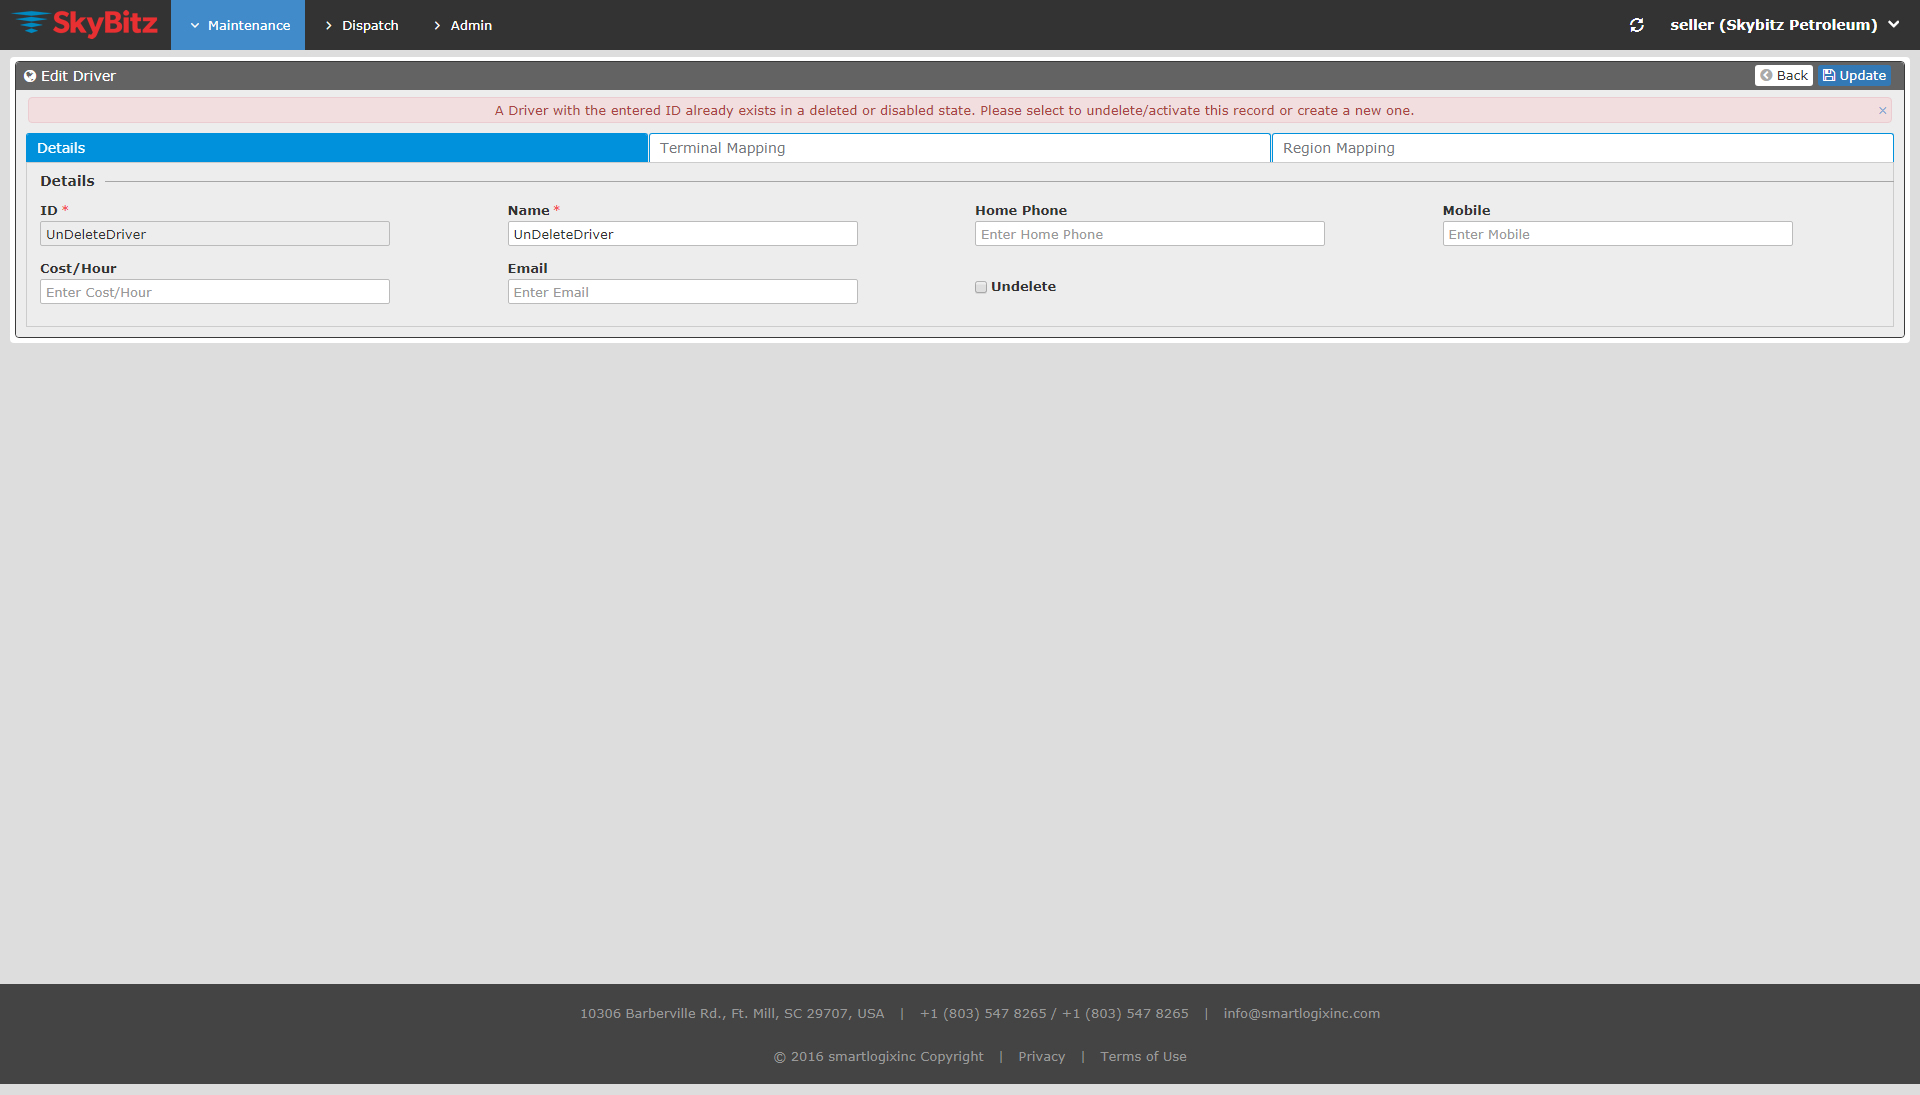 SkyBitz
Maintenance
Dispatch
Admin
seller (Skybitz Petroleum)
Edit Driver
Back
Update
A Driver with the entered ID already exists in a deleted or disabled state. Please select to undelete/activate this record or create a new one.
×
Details
Terminal Mapping
Region Mapping
Details
ID *
Name *
Home Phone
Mobile
UnDeleteDriver
UnDeleteDriver
Enter Home Phone
Enter Mobile
Cost/Hour
Email
Undelete
Enter Cost/Hour
Enter Email
10306 Barberville Rd., Ft. Mill, SC 29707, USA | +1 (803) 547 8265 / +1 (803) 547 8265 | info@smartlogixinc.com
© 2016 smartlogixinc Copyright | Privacy | Terms of Use